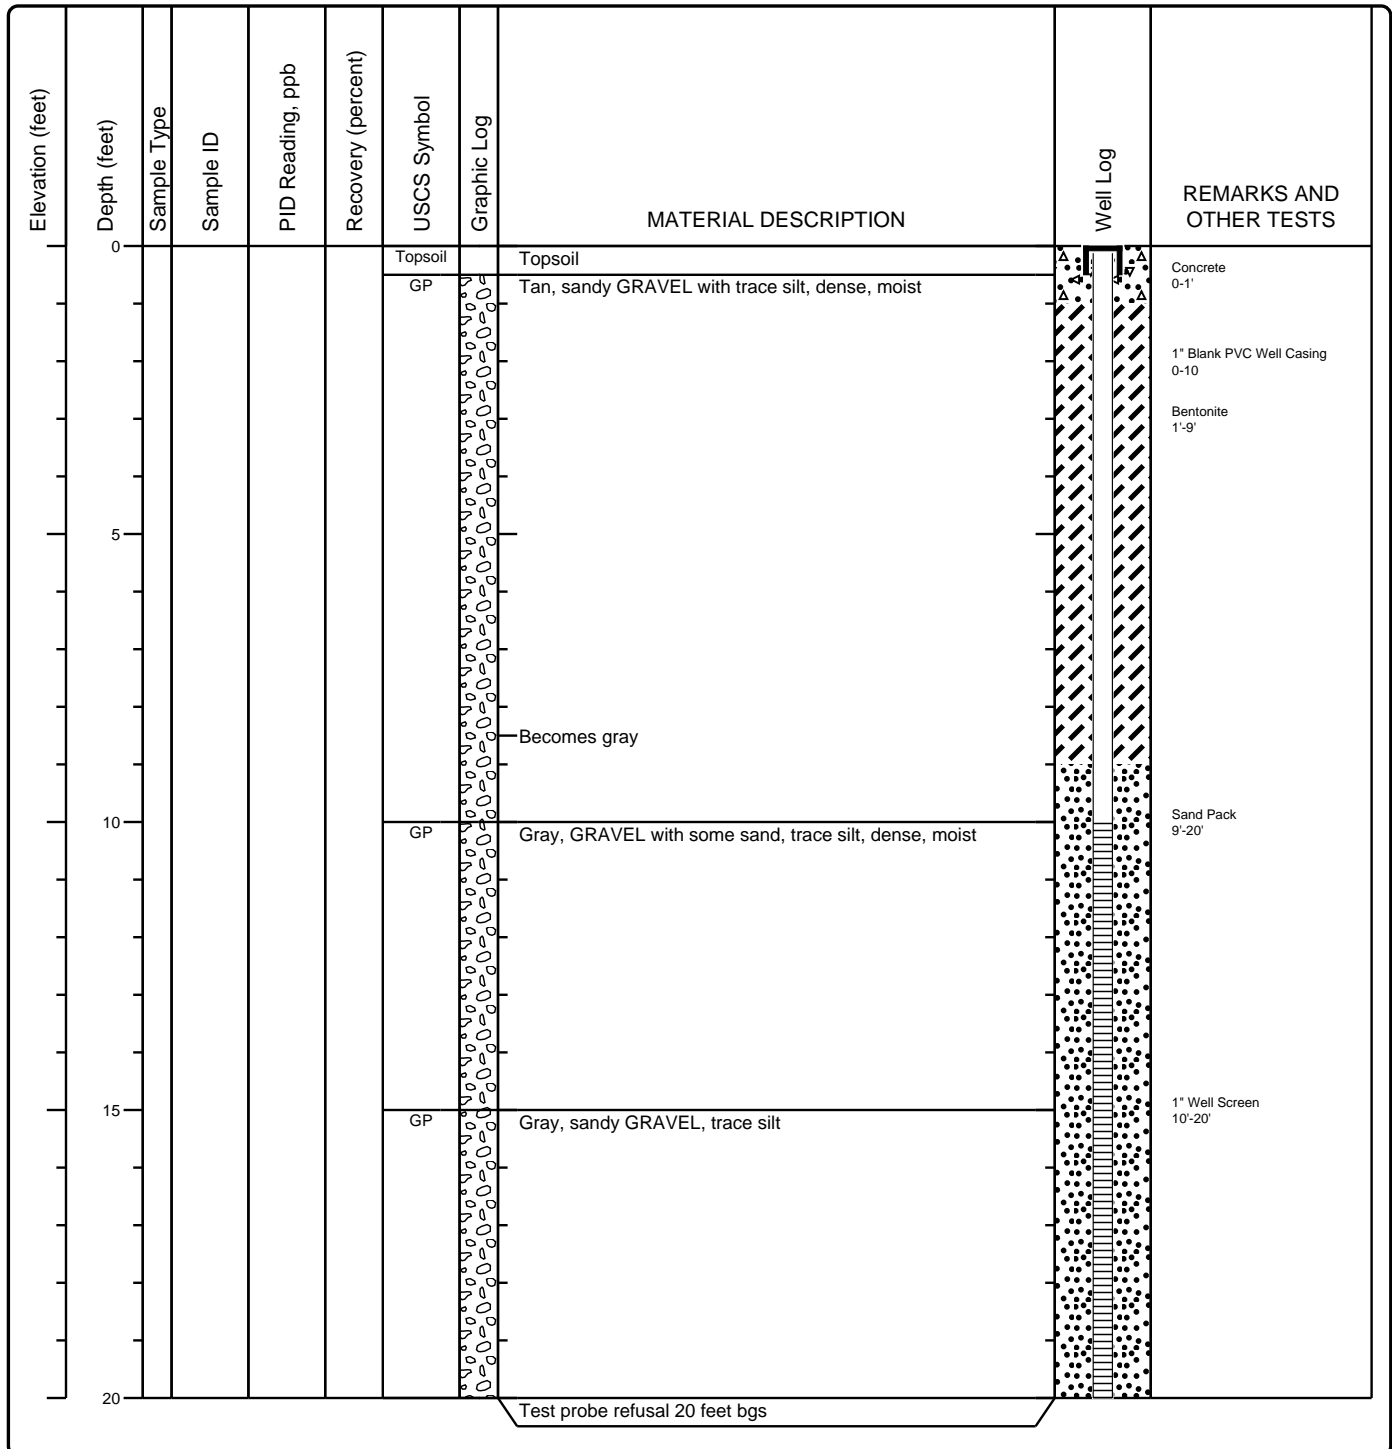 Elevation (feet)
Depth (feet)
Sample Type
Sample ID
PID Reading, ppb
Recovery (percent)
USCS Symbol
Graphic Log
MATERIAL DESCRIPTION
Well Log
REMARKS AND
OTHER TESTS
0
Topsoil
Topsoil
Concrete
0-1'
GP
Tan, sandy GRAVEL with trace silt, dense, moist
1" Blank PVC Well Casing
0-10
Bentonite
1'-9'
5
Becomes gray
10
GP
Gray, GRAVEL with some sand, trace silt, dense, moist
Sand Pack
9'-20'
15
GP
Gray, sandy GRAVEL, trace silt
1" Well Screen
10'-20'
20
Test probe refusal 20 feet bgs